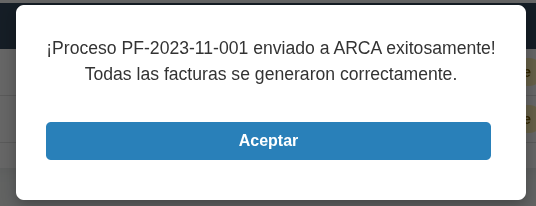 ¡Proceso PF-2023-11-001 enviado a ARCA exitosamente!
Todas las facturas se generaron correctamente.
Aceptar